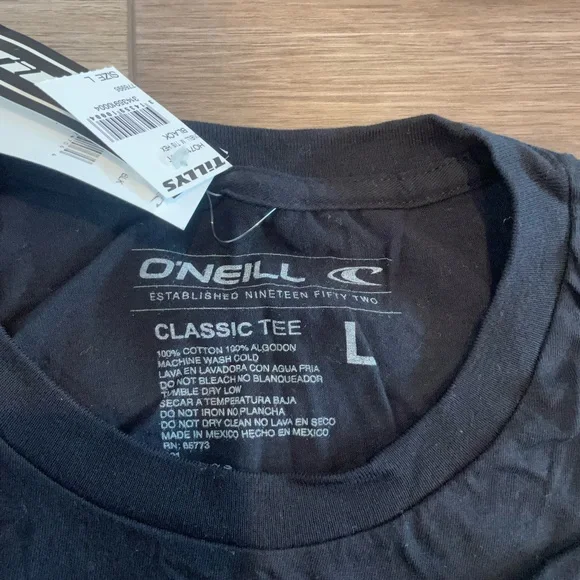 SIZE L
BLACK
TILLYS
O'NEILL
ESTABLISHED NINETEEN FIFTY TWO
CLASSIC TEE
L
100% COTTON 100% ALGODON
MACHINE WASH COLD
LAVA EN LAVADORA CON AGUA FRIA
DO NOT BLEACH NO BLANQUEADOR
TUMBLE DRY LOW
SECAR A TEMPERATURA BAJA
DO NOT IRON NO PLANCHA
DO NOT DRY CLEAN NO LAVA EN SECO
MADE IN MEXICO HECHO EN MEXICO
RN: 85773